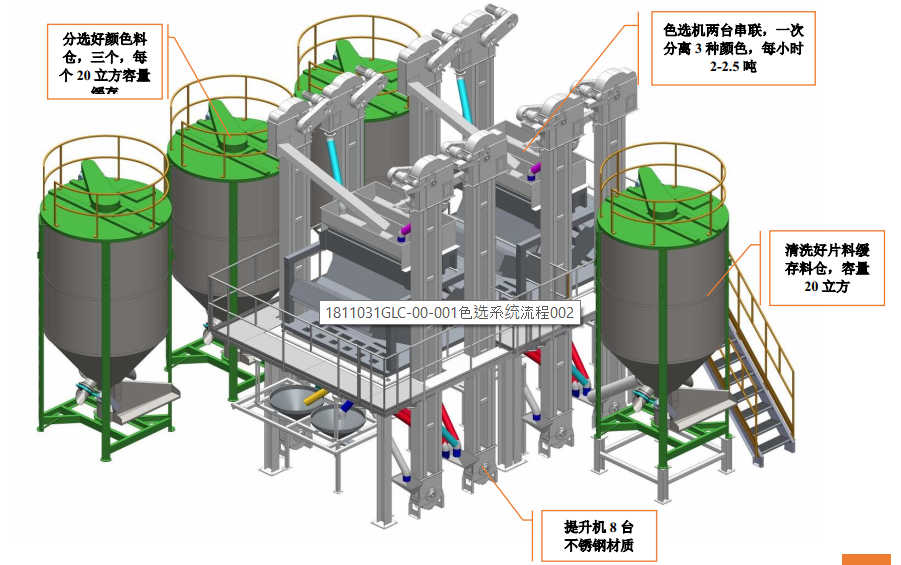 分选好颜色料
仓，三个，每
个 20 立方容量
缓存
色选机两台串联，一次
分离 3 种颜色，每小时
2-2.5 吨
清洗好片料缓
存料仓，容量
20 立方
1811031GLC-00-001色选系统流程002
提升机 8 台
不锈钢材质